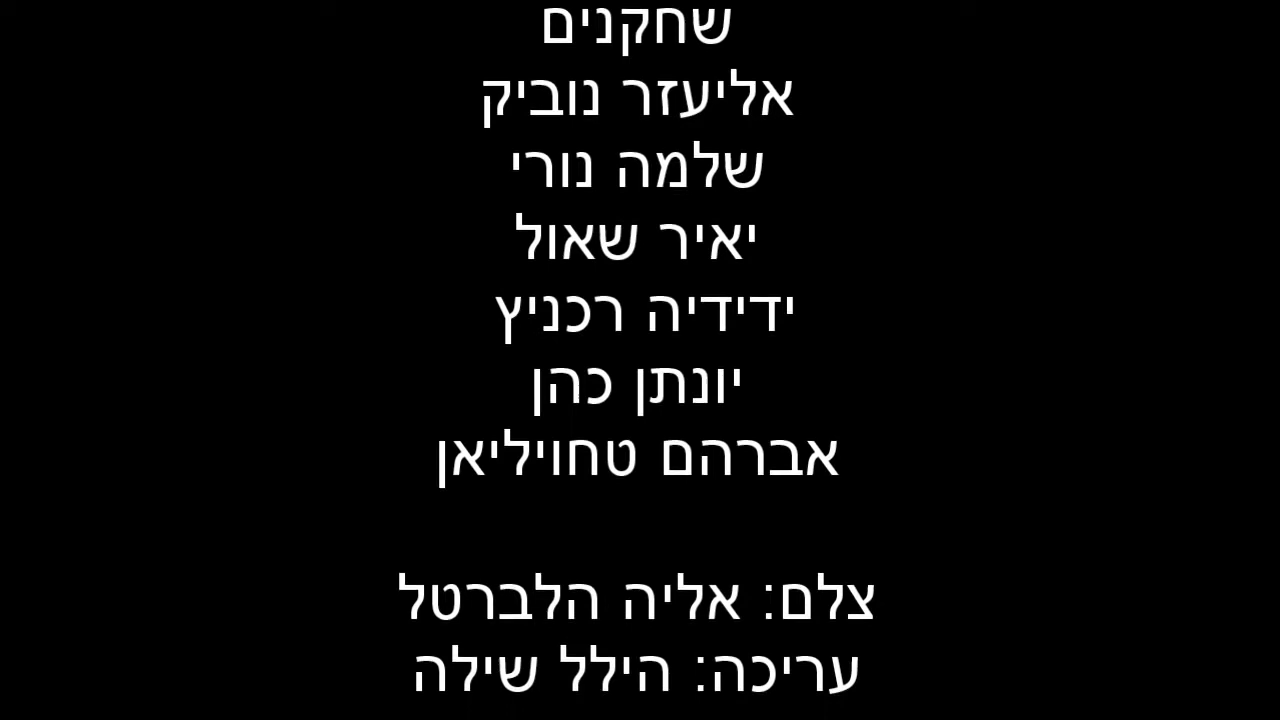 שחקנים
אליעזר נוביק
שלמה נורי
יאיר שאול
ידידיה רכניץ
יונתן כהן
אברהם טחויליאן
צלם: אליה הלברטל
עריכה: הילל שילה